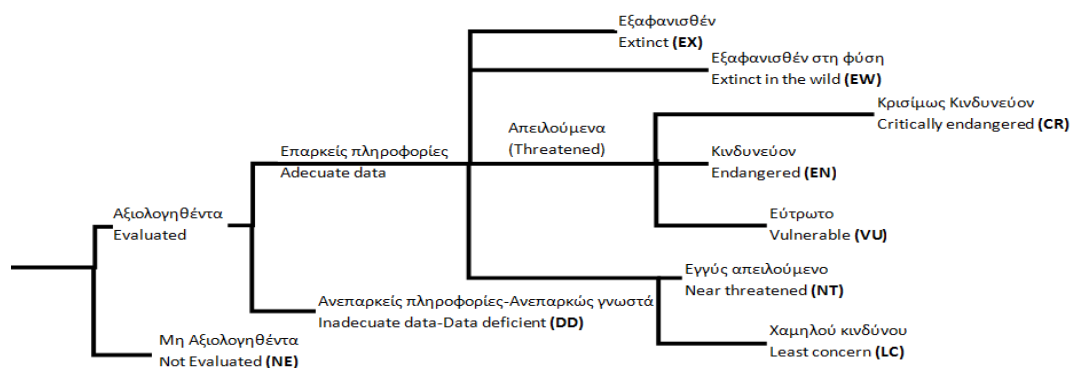 Εξαφανισθέν
Extinct (EX)
Εξαφανισθέν στη φύση
Extinct in the wild (EW)
Κρισίμως Κινδυνεύον
Critically endangered (CR)
Απειλούμενα
(Threatened)
Επαρκείς πληροφορίες
Adecuate data
Κινδυνεύον
Endangered (EN)
Αξιολογηθέντα
Evaluated
Εύτρωτο
Vulnerable (VU)
Εγγύς απειλούμενο
Near threatened (NT)
Ανεπαρκείς πληροφορίες-Ανεπαρκώς γνωστά
Inadecuate data-Data deficient (DD)
Χαμηλού κινδύνου
Least concern (LC)
Μη Αξιολογηθέντα
Not Evaluated (NE)